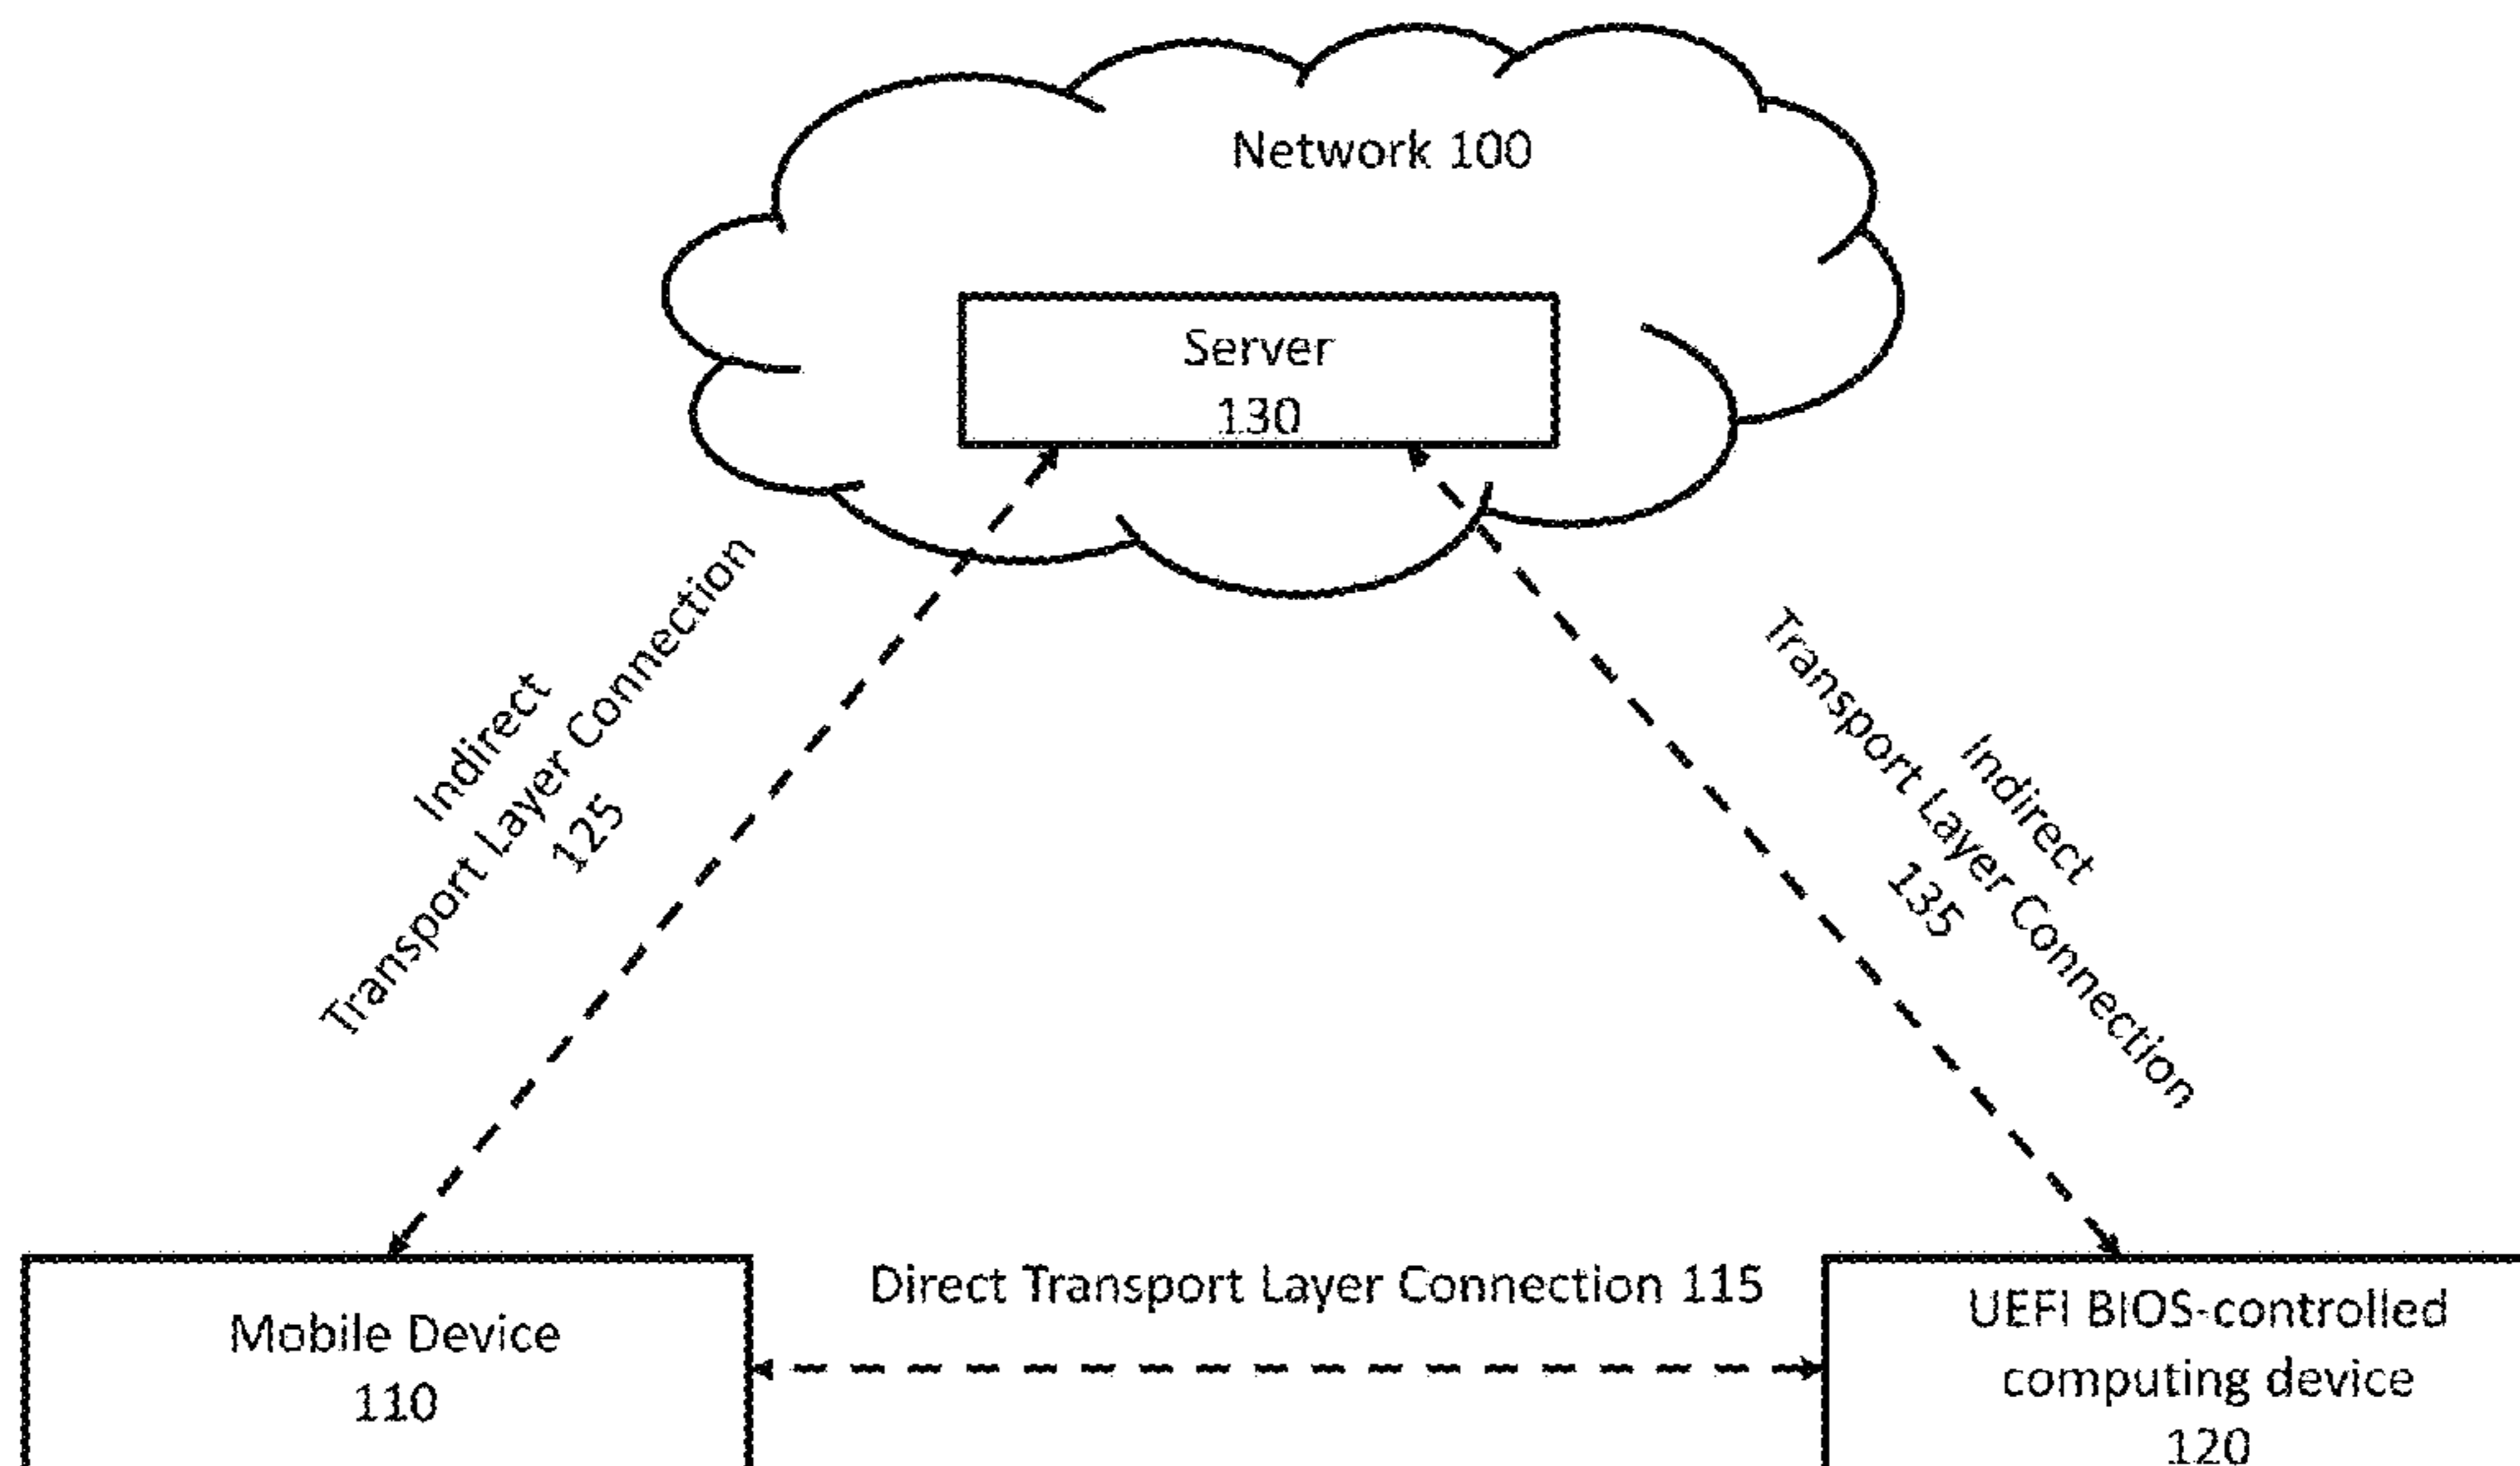 Network 100
Server
130
Indirect
Transport Layer Connection
125
Indirect
Transport Layer Connection
135
Direct Transport Layer Connection 115
Mobile Device
110
UEFI BIOS-controlled
computing device
120